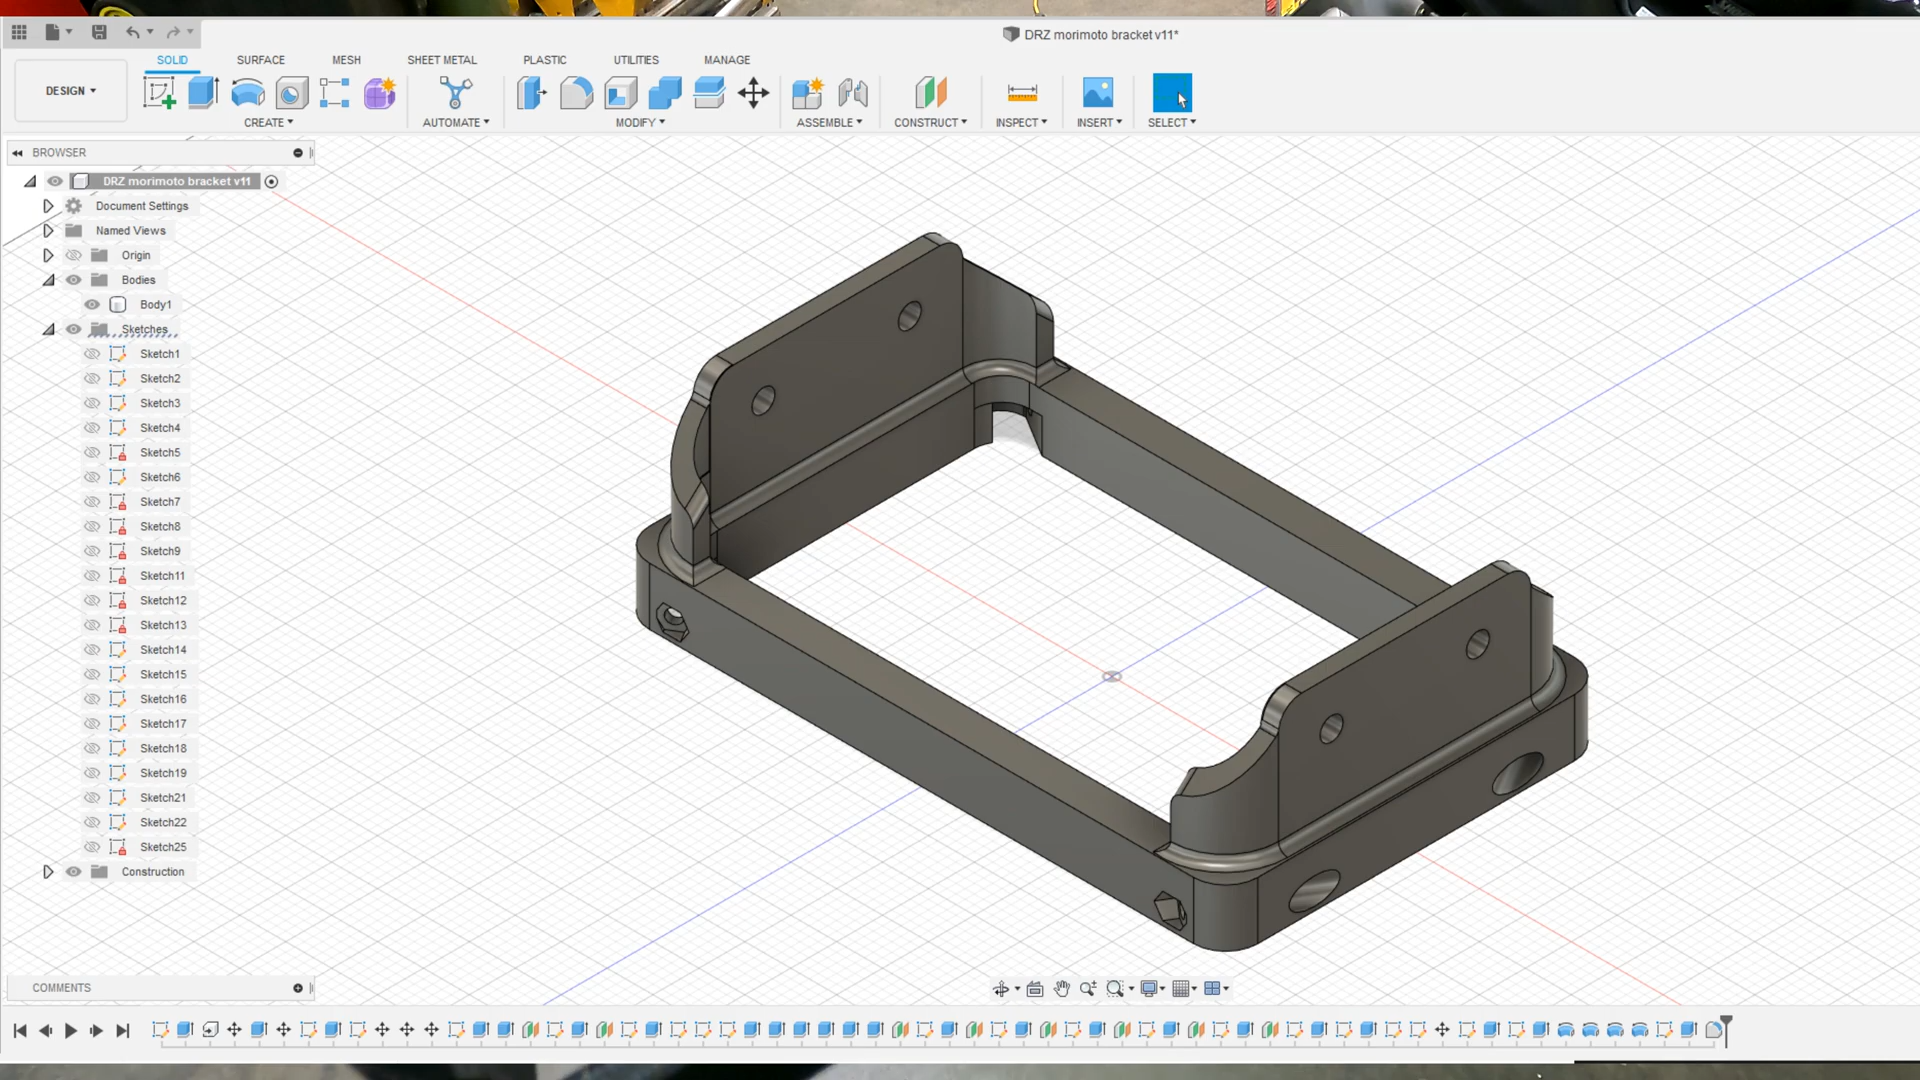 DRZ morimoto bracket v11*
SOLID
SURFACE
MESH
SHEET METAL
PLASTIC
UTILITIES
MANAGE
DESIGN
CREATE
AUTOMATE
MODIFY
ASSEMBLE
CONSTRUCT
INSPECT
INSERT
SELECT
BROWSER
DRZ morimoto bracket v11
Document Settings
Named Views
Origin
Bodies
Body1
Sketches
Sketch1
Sketch2
Sketch3
Sketch4
Sketch5
Sketch6
Sketch7
Sketch8
Sketch9
Sketch11
Sketch12
Sketch13
Sketch14
Sketch15
Sketch16
Sketch17
Sketch18
Sketch19
Sketch21
Sketch22
Sketch25
Construction
COMMENTS